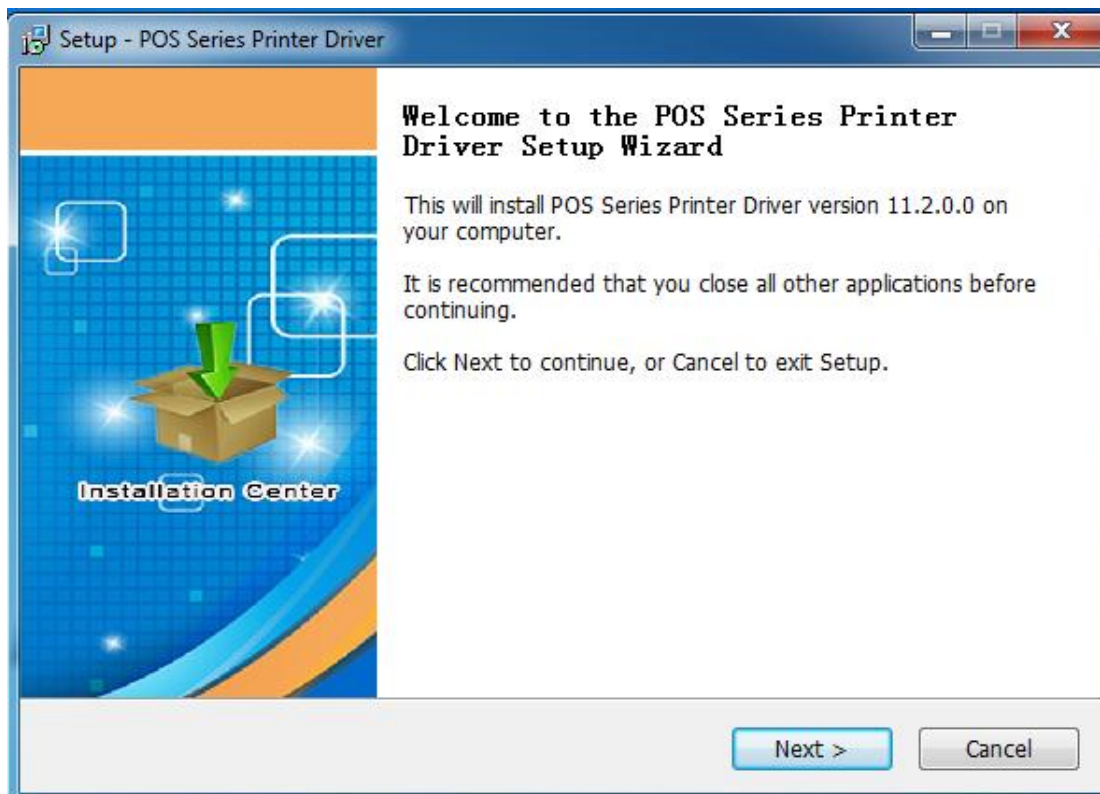 Setup - POS Series Printer Driver
Welcome to the POS Series Printer
Driver Setup Wizard
This will install POS Series Printer Driver version 11.2.0.0 on
your computer.
It is recommended that you close all other applications before
continuing.
Click Next to continue, or Cancel to exit Setup.
Installation Center
Next >
Cancel